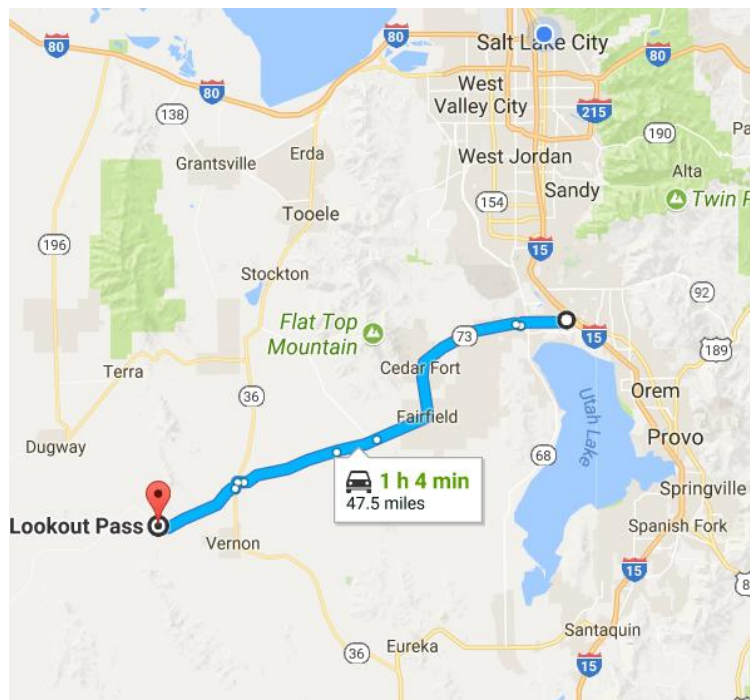 80
80
Salt Lake City
80
80
West
Valley City
215
138
190
Pa
Erda
West Jordan
Grantsville
Alta
Sandy
Twin P
154
Tooele
196
15
Stockton
92
Flat Top
Mountain
73
15
189
Cedar Fort
Terra
36
Orem
Fairfield
Dugway
Utah Lake
Provo
68
1 h 4 min
47.5 miles
Springville
Lookout Pass
Spanish Fork
Vernon
15
8
Santaquin
Eureka
36
15